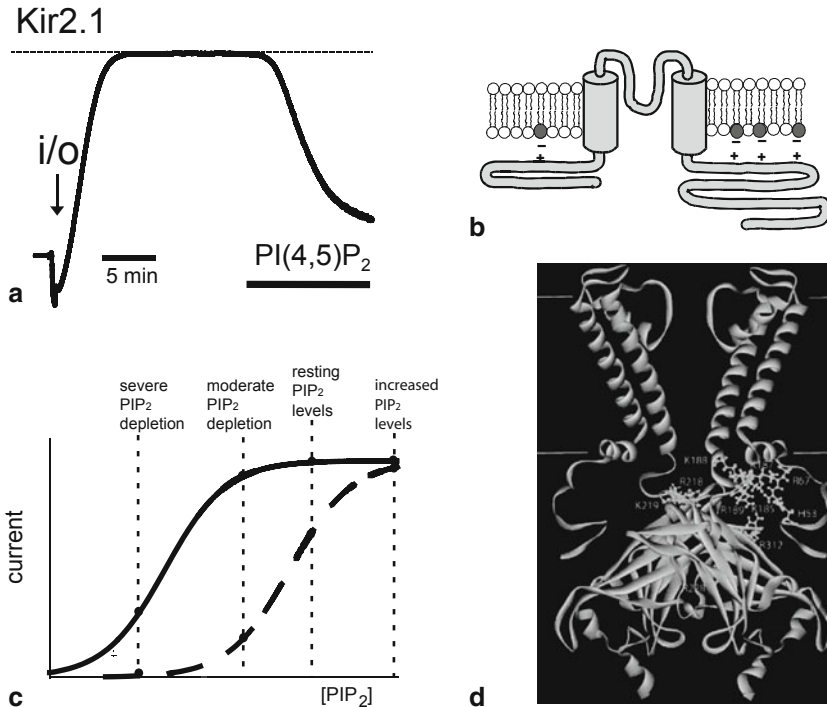 Kir2.1
i/o
5 min
PI(4,5)P2
a
− − − −
+ + + +
b
severe
PIP2
depletion
moderate
PIP2
depletion
resting
PIP2
levels
increased
PIP2
levels
current
[PIP2]
c
K188
R218
R67
K219
R189
K185
H53
R312
d